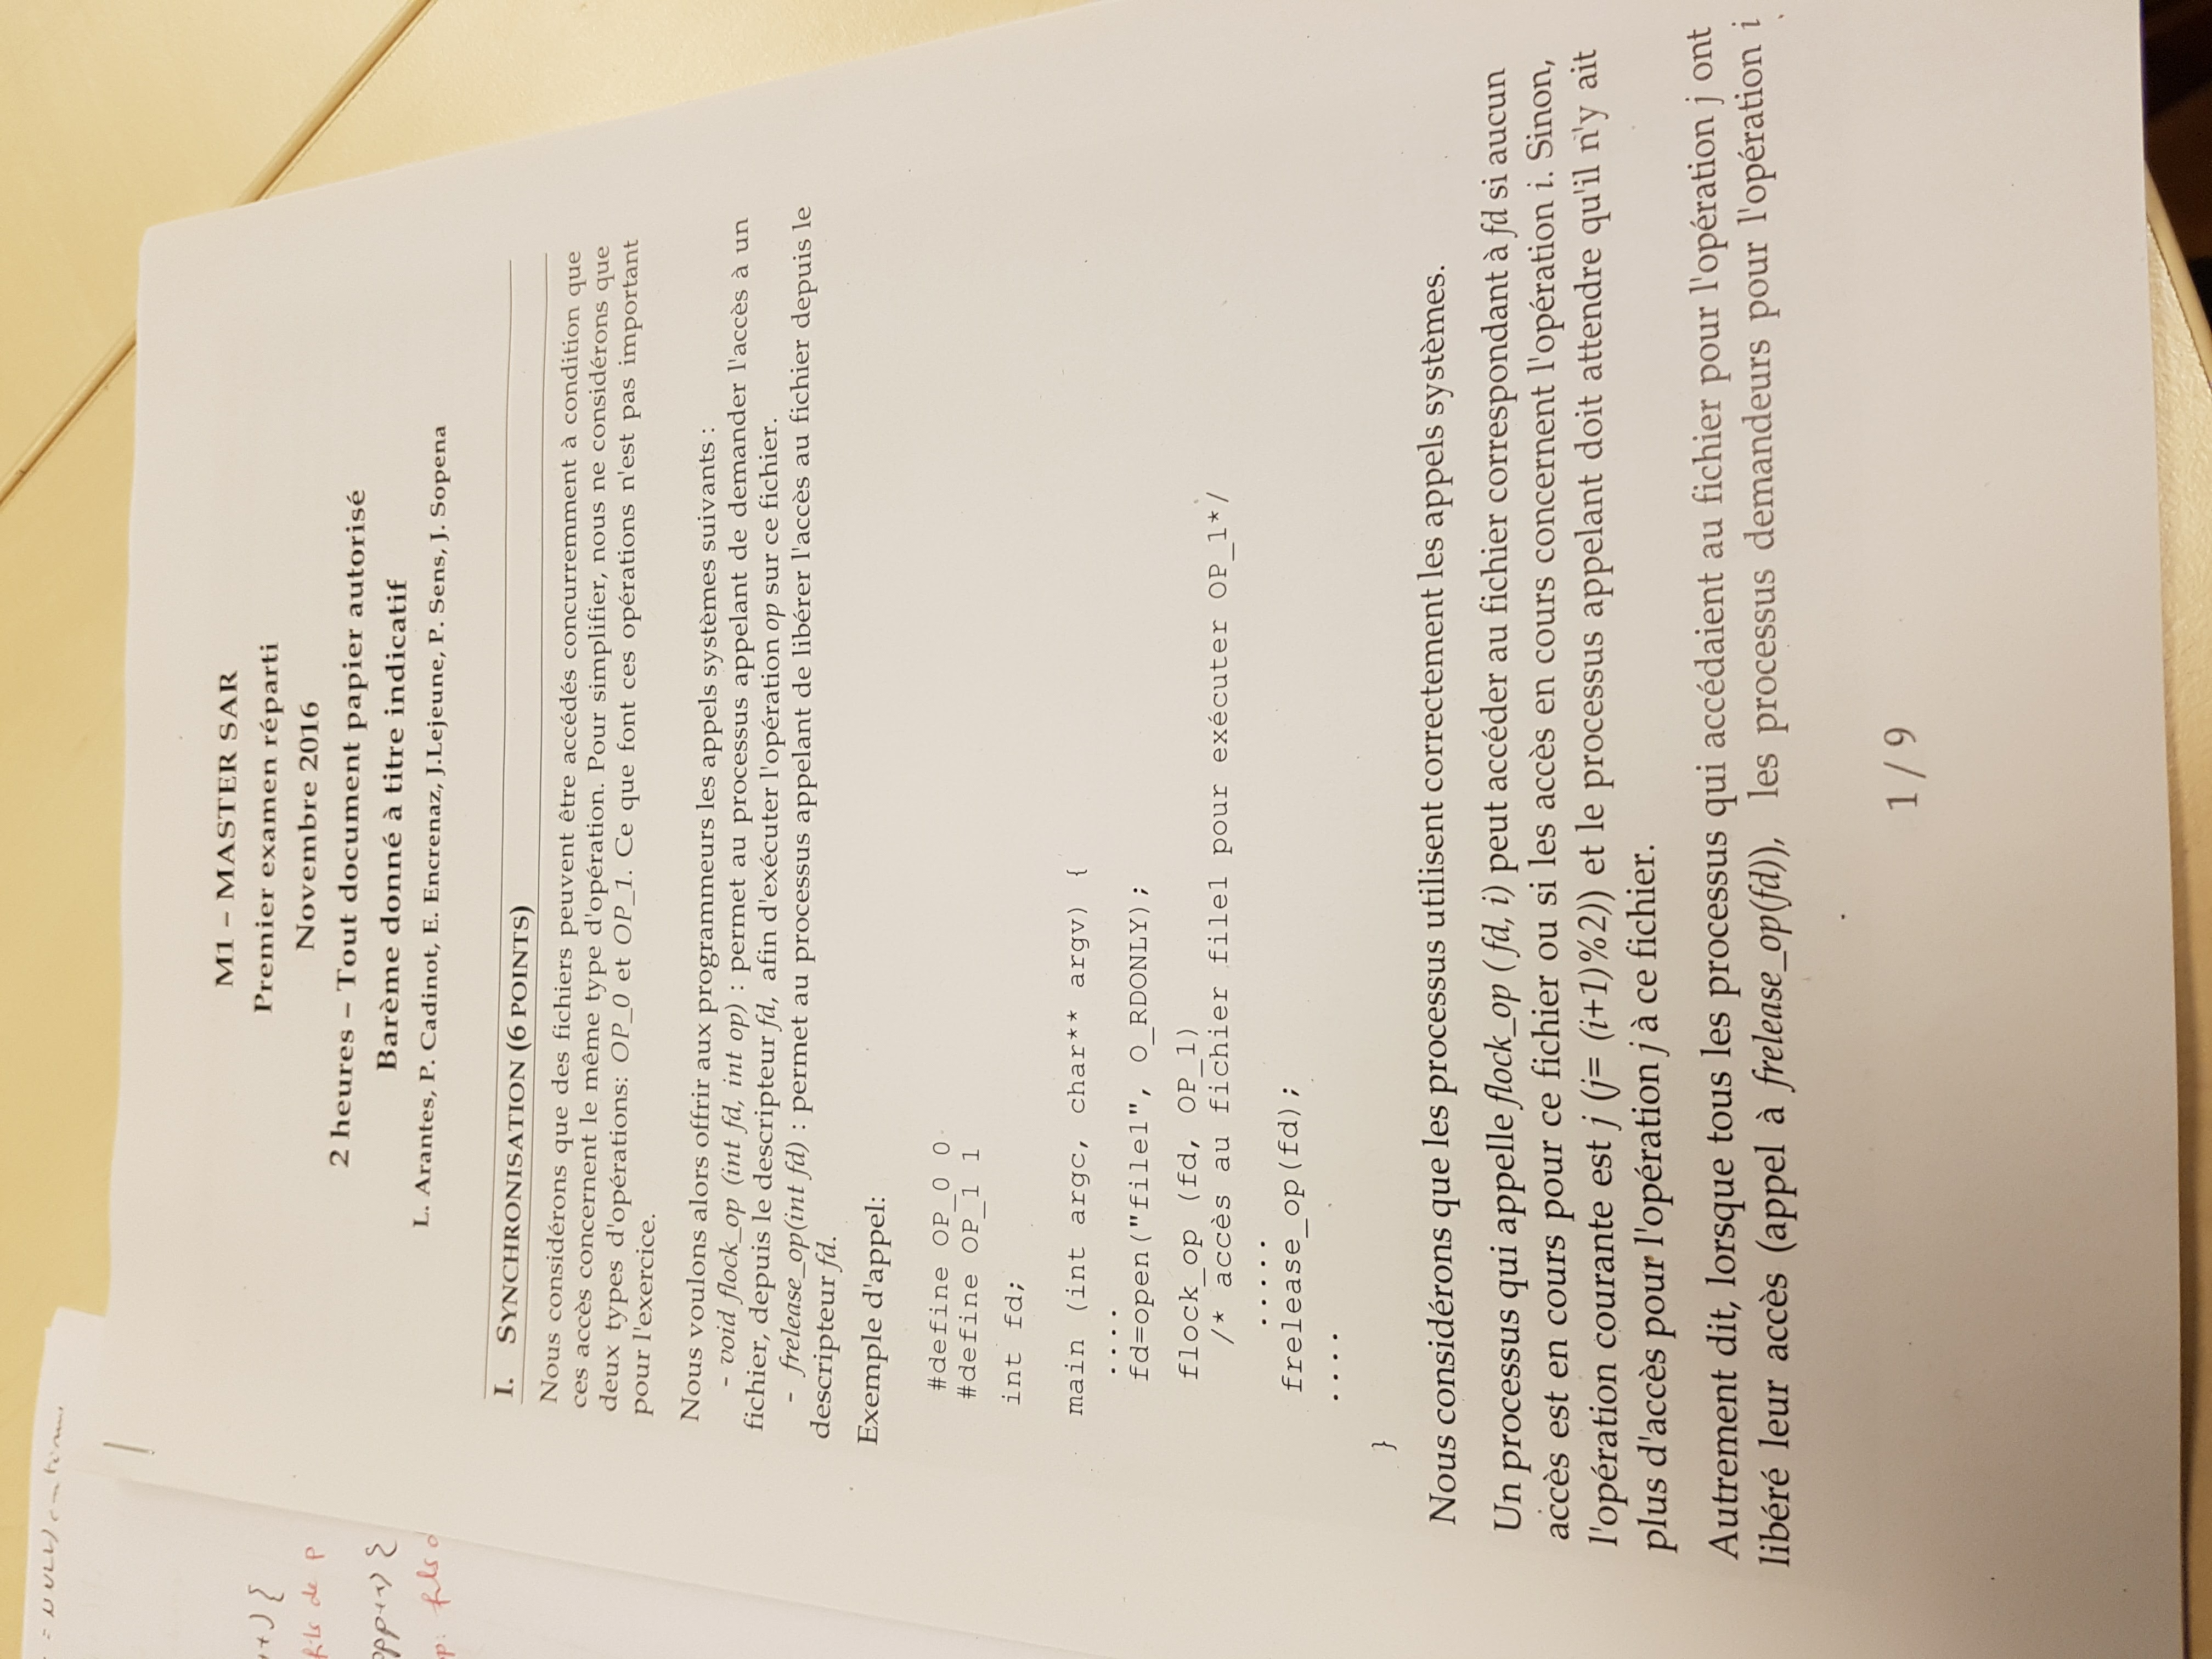 = NULL)
++) {
fils de p
pp++) {
p: fils d
M1 – MASTER SAR
Premier examen réparti
Novembre 2016
2 heures – Tout document papier autorisé
Barème donné à titre indicatif
L. Arantes, P. Cadinot, E. Encrenaz, J.Lejeune, P. Sens, J. Sopena
I. SYNCHRONISATION (6 POINTS)
Nous considérons que des fichiers peuvent être accédés concurremment à condition que
ces accès concernent le même type d'opération. Pour simplifier, nous ne considérons que
deux types d'opérations: OP_0 et OP_1. Ce que font ces opérations n'est pas important
pour l'exercice.
Nous voulons alors offrir aux programmeurs les appels systèmes suivants :
- void flock_op (int fd, int op) : permet au processus appelant de demander l'accès à un
fichier, depuis le descripteur fd, afin d'exécuter l'opération op sur ce fichier.
- frelease_op(int fd) : permet au processus appelant de libérer l'accès au fichier depuis le
descripteur fd.
Exemple d'appel:
#define OP_0 0
#define OP_1 1
int fd;
main (int argc, char** argv) {
....
fd=open("file1", O_RDONLY);
flock_op (fd, OP_1)
/* accès au fichier file1 pour exécuter OP_1*/
.....
frelease_op(fd);
....
}
Nous considérons que les processus utilisent correctement les appels systèmes.
Un processus qui appelle flock_op ( fd, i) peut accéder au fichier correspondant à fd si aucun
accès est en cours pour ce fichier ou si les accès en cours concernent l'opération i. Sinon,
l'opération courante est j (j= (i+1)%2)) et le processus appelant doit attendre qu'il n'y ait
plus d'accès pour l'opération j à ce fichier.
Autrement dit, lorsque tous les processus qui accédaient au fichier pour l'opération j ont
libéré leur accès (appel à frelease_op(fd)), les processus demandeurs pour l'opération i
1 / 9